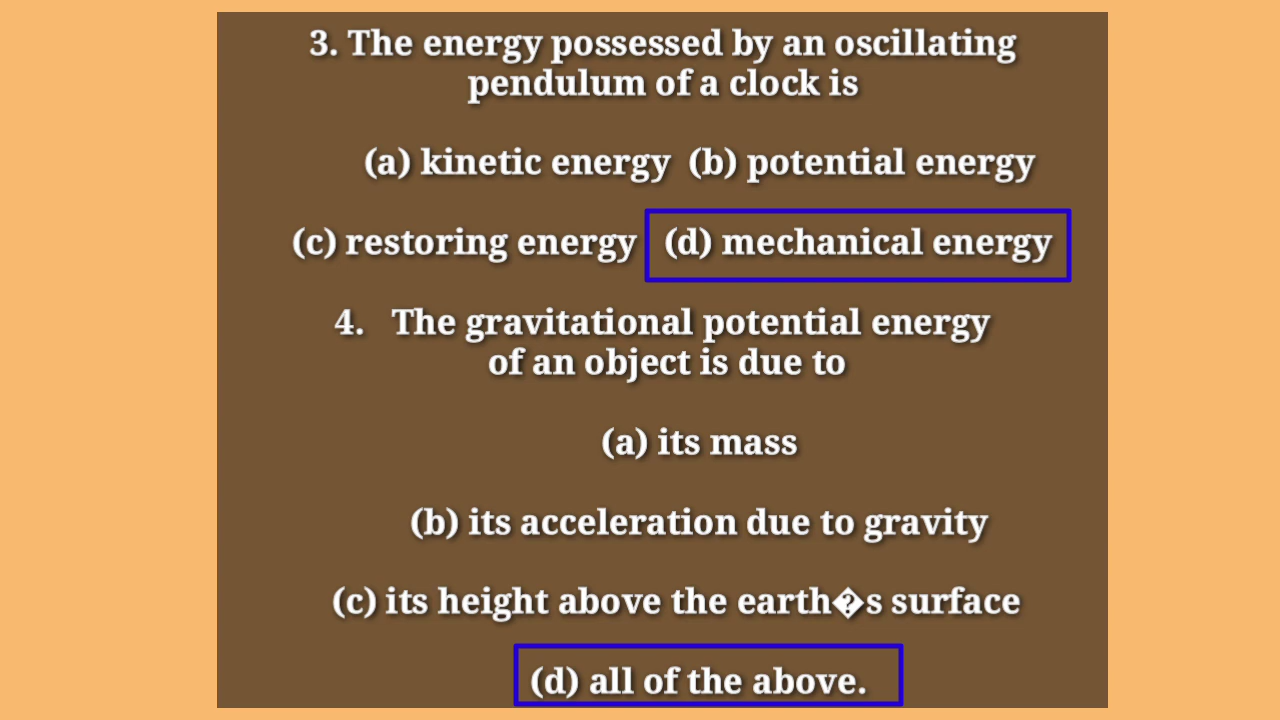 3. The energy possessed by an oscillating
pendulum of a clock is
(a) kinetic energy (b) potential energy
(c) restoring energy (d) mechanical energy
4. The gravitational potential energy
of an object is due to
(a) its mass
(b) its acceleration due to gravity
(c) its height above the earth�s surface
(d) all of the above.